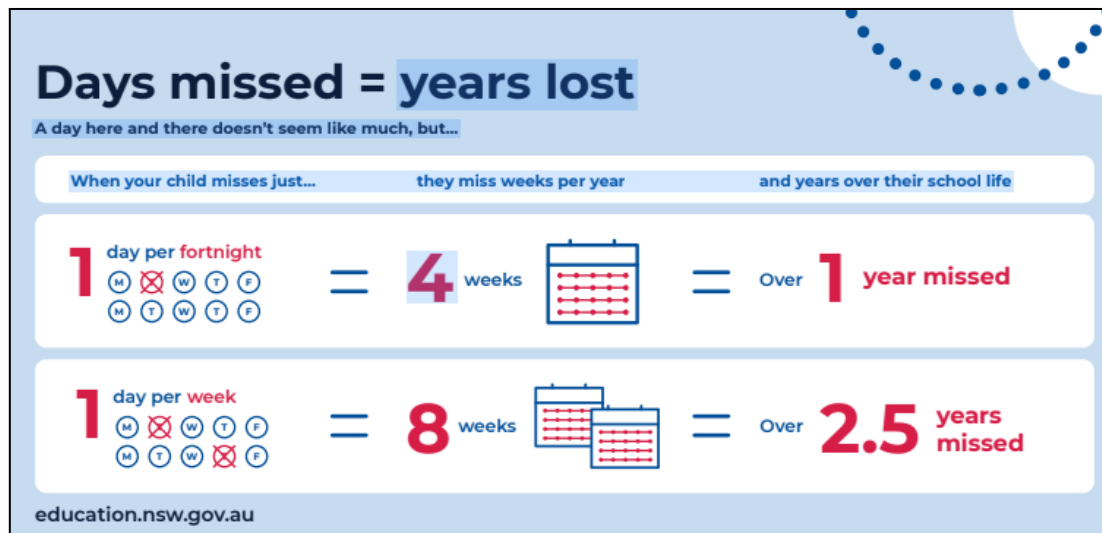 Days missed = years lost
A day here and there doesn't seem like much, but...
When your child misses just... they miss weeks per year and years over their school life
1 day per fortnight = 4 weeks = Over 1 year missed
M T W T F
M T W T F
1 day per week = 8 weeks = Over 2.5 years missed
M T W T F
M T W T F
education.nsw.gov.au